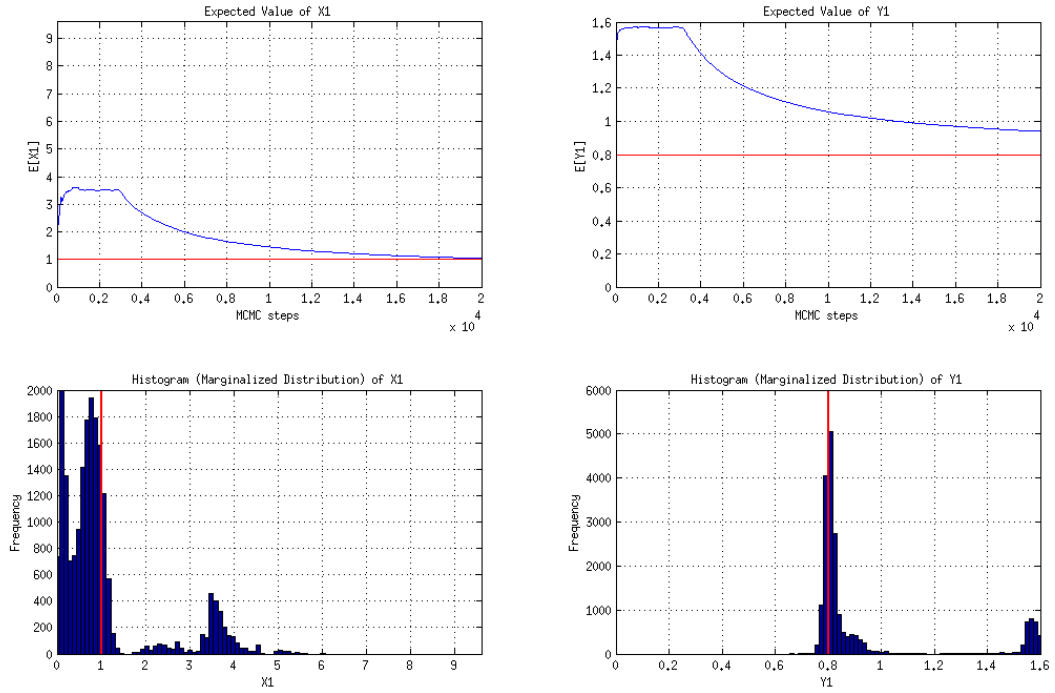 Expected Value of X1
E[X1]
9
8
7
6
5
4
3
2
1
0
0 0.2 0.4 0.6 0.8 1 1.2 1.4 1.6 1.8 2
MCMC steps
x 10 4
Expected Value of Y1
E[Y1]
1.6
1.4
1.2
1
0.8
0.6
0.4
0.2
0
0 0.2 0.4 0.6 0.8 1 1.2 1.4 1.6 1.8 2
MCMC steps
x 10 4
Histogram (Marginalized Distribution) of X1
Frequency
2000
1800
1600
1400
1200
1000
800
600
400
200
0
0 1 2 3 4 5 6 7 8 9
X1
Histogram (Marginalized Distribution) of Y1
Frequency
6000
5000
4000
3000
2000
1000
0
0 0.2 0.4 0.6 0.8 1 1.2 1.4 1.6
Y1